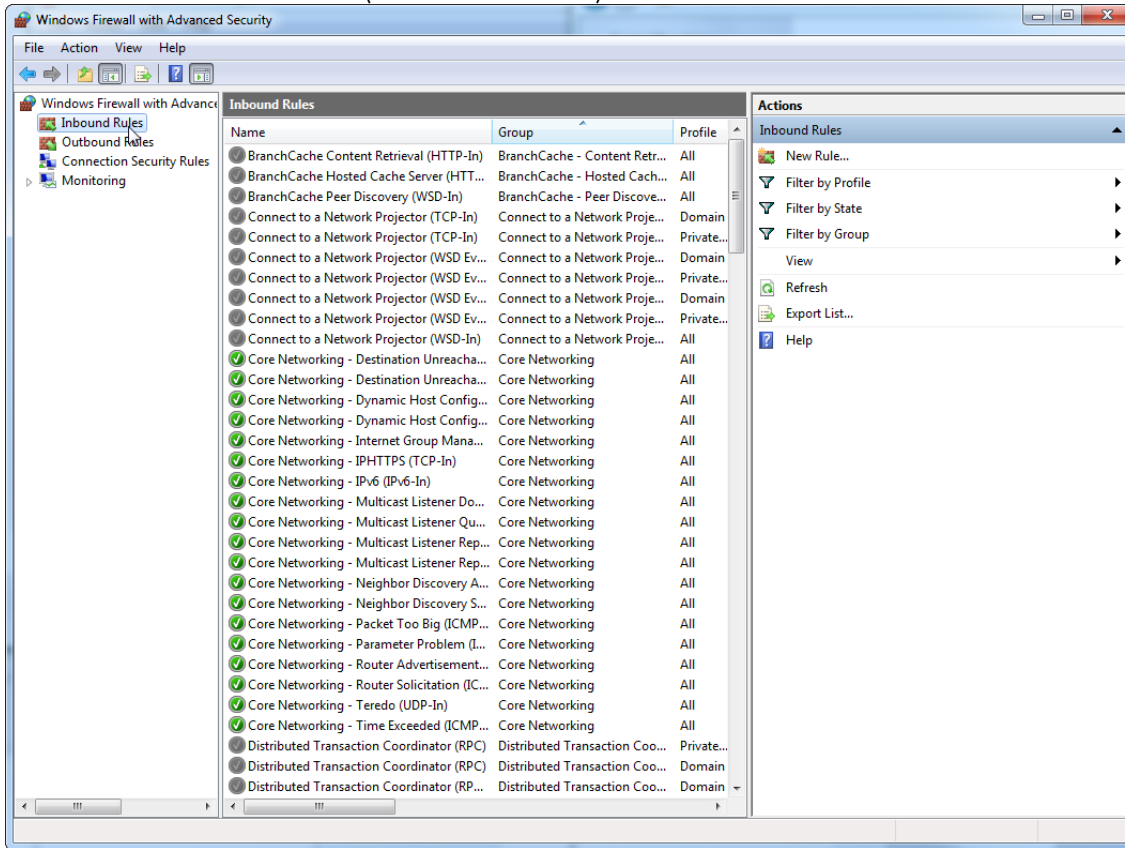 Windows Firewall with Advanced Security
File Action View Help
Windows Firewall with Advance
Inbound Rules
Outbound Rules
Connection Security Rules
Monitoring
Inbound Rules
Name Group Profile
BranchCache Content Retrieval (HTTP-In) BranchCache - Content Retr... All
BranchCache Hosted Cache Server (HTT... BranchCache - Hosted Cach... All
BranchCache Peer Discovery (WSD-In) BranchCache - Peer Discove... All
Connect to a Network Projector (TCP-In) Connect to a Network Proje... Domain
Connect to a Network Projector (TCP-In) Connect to a Network Proje... Private...
Connect to a Network Projector (WSD Ev... Connect to a Network Proje... Domain
Connect to a Network Projector (WSD Ev... Connect to a Network Proje... Private...
Connect to a Network Projector (WSD Ev... Connect to a Network Proje... Domain
Connect to a Network Projector (WSD Ev... Connect to a Network Proje... Private...
Connect to a Network Projector (WSD-In) Connect to a Network Proje... All
Core Networking - Destination Unreacha... Core Networking All
Core Networking - Destination Unreacha... Core Networking All
Core Networking - Dynamic Host Config... Core Networking All
Core Networking - Dynamic Host Config... Core Networking All
Core Networking - Internet Group Mana... Core Networking All
Core Networking - IPHTTPS (TCP-In) Core Networking All
Core Networking - IPv6 (IPv6-In) Core Networking All
Core Networking - Multicast Listener Do... Core Networking All
Core Networking - Multicast Listener Qu... Core Networking All
Core Networking - Multicast Listener Rep... Core Networking All
Core Networking - Multicast Listener Rep... Core Networking All
Core Networking - Neighbor Discovery A... Core Networking All
Core Networking - Neighbor Discovery S... Core Networking All
Core Networking - Packet Too Big (ICMP... Core Networking All
Core Networking - Parameter Problem (I... Core Networking All
Core Networking - Router Advertisement... Core Networking All
Core Networking - Router Solicitation (IC... Core Networking All
Core Networking - Teredo (UDP-In) Core Networking All
Core Networking - Time Exceeded (ICMP... Core Networking All
Distributed Transaction Coordinator (RPC) Distributed Transaction Coo... Private...
Distributed Transaction Coordinator (RPC) Distributed Transaction Coo... Domain
Distributed Transaction Coordinator (RP... Distributed Transaction Coo... Domain
Actions
Inbound Rules
New Rule...
Filter by Profile
Filter by State
Filter by Group
View
Refresh
Export List...
Help